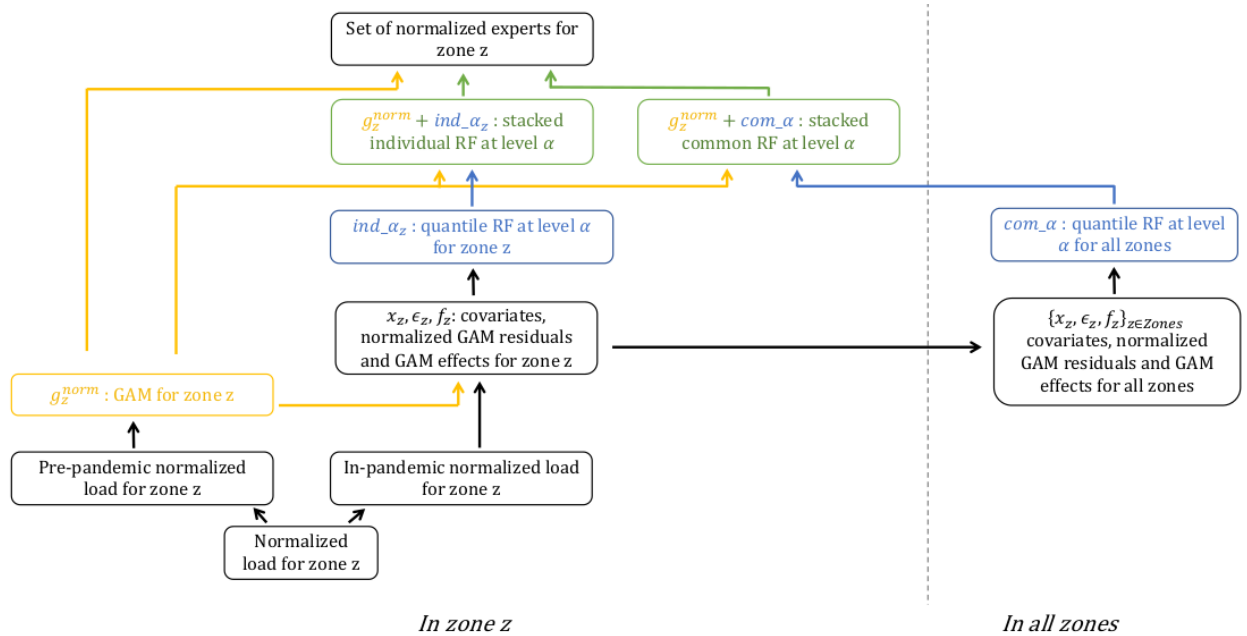 Set of normalized experts for
zone z
g_z^{norm} + ind_α_z : stacked
individual RF at level α
g_z^{norm} + com_α : stacked
common RF at level α
ind_α_z : quantile RF at level α
for zone z
com_α : quantile RF at level
α for all zones
x_z, ϵ_z, f_z: covariates,
normalized GAM residuals
and GAM effects for zone z
{x_z, ϵ_z, f_z}_{z∈Zones}
covariates, normalized
GAM residuals and GAM
effects for all zones
g_z^{norm} : GAM for zone z
Pre-pandemic normalized
load for zone z
In-pandemic normalized load
for zone z
Normalized
load for zone z
In zone z
In all zones